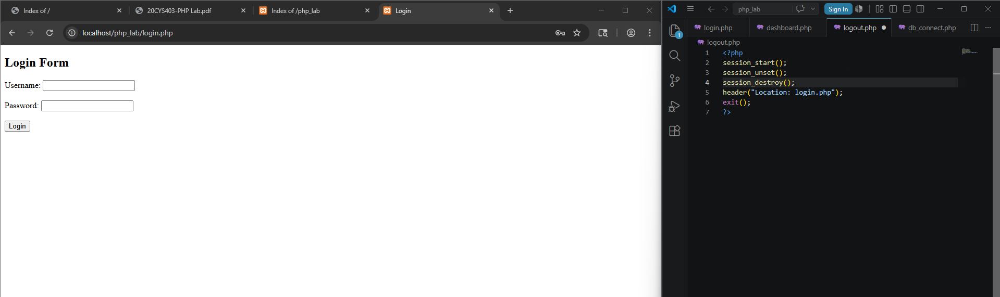 Index of /
20CYS403-PHP Lab.pdf
Index of /php_lab
Login
localhost/php_lab/login.php
Login Form
Username:
Password:
Login
php_lab
Sign In
1
login.php
dashboard.php
logout.php
db_connect.php
logout.php
1 <?php
2 session_start();
3 session_unset();
4 session_destroy();
5 header("Location: login.php");
6 exit();
7 ?>